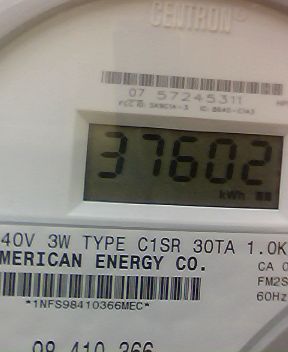 CENTRON®
07 57245311
37602
kWh
40V 3W TYPE C1SR 30TA 1.0K
MERICAN ENERGY CO.
CA 0
FM2S
60Hz
*1NFS98410366MEC*
98 410 366